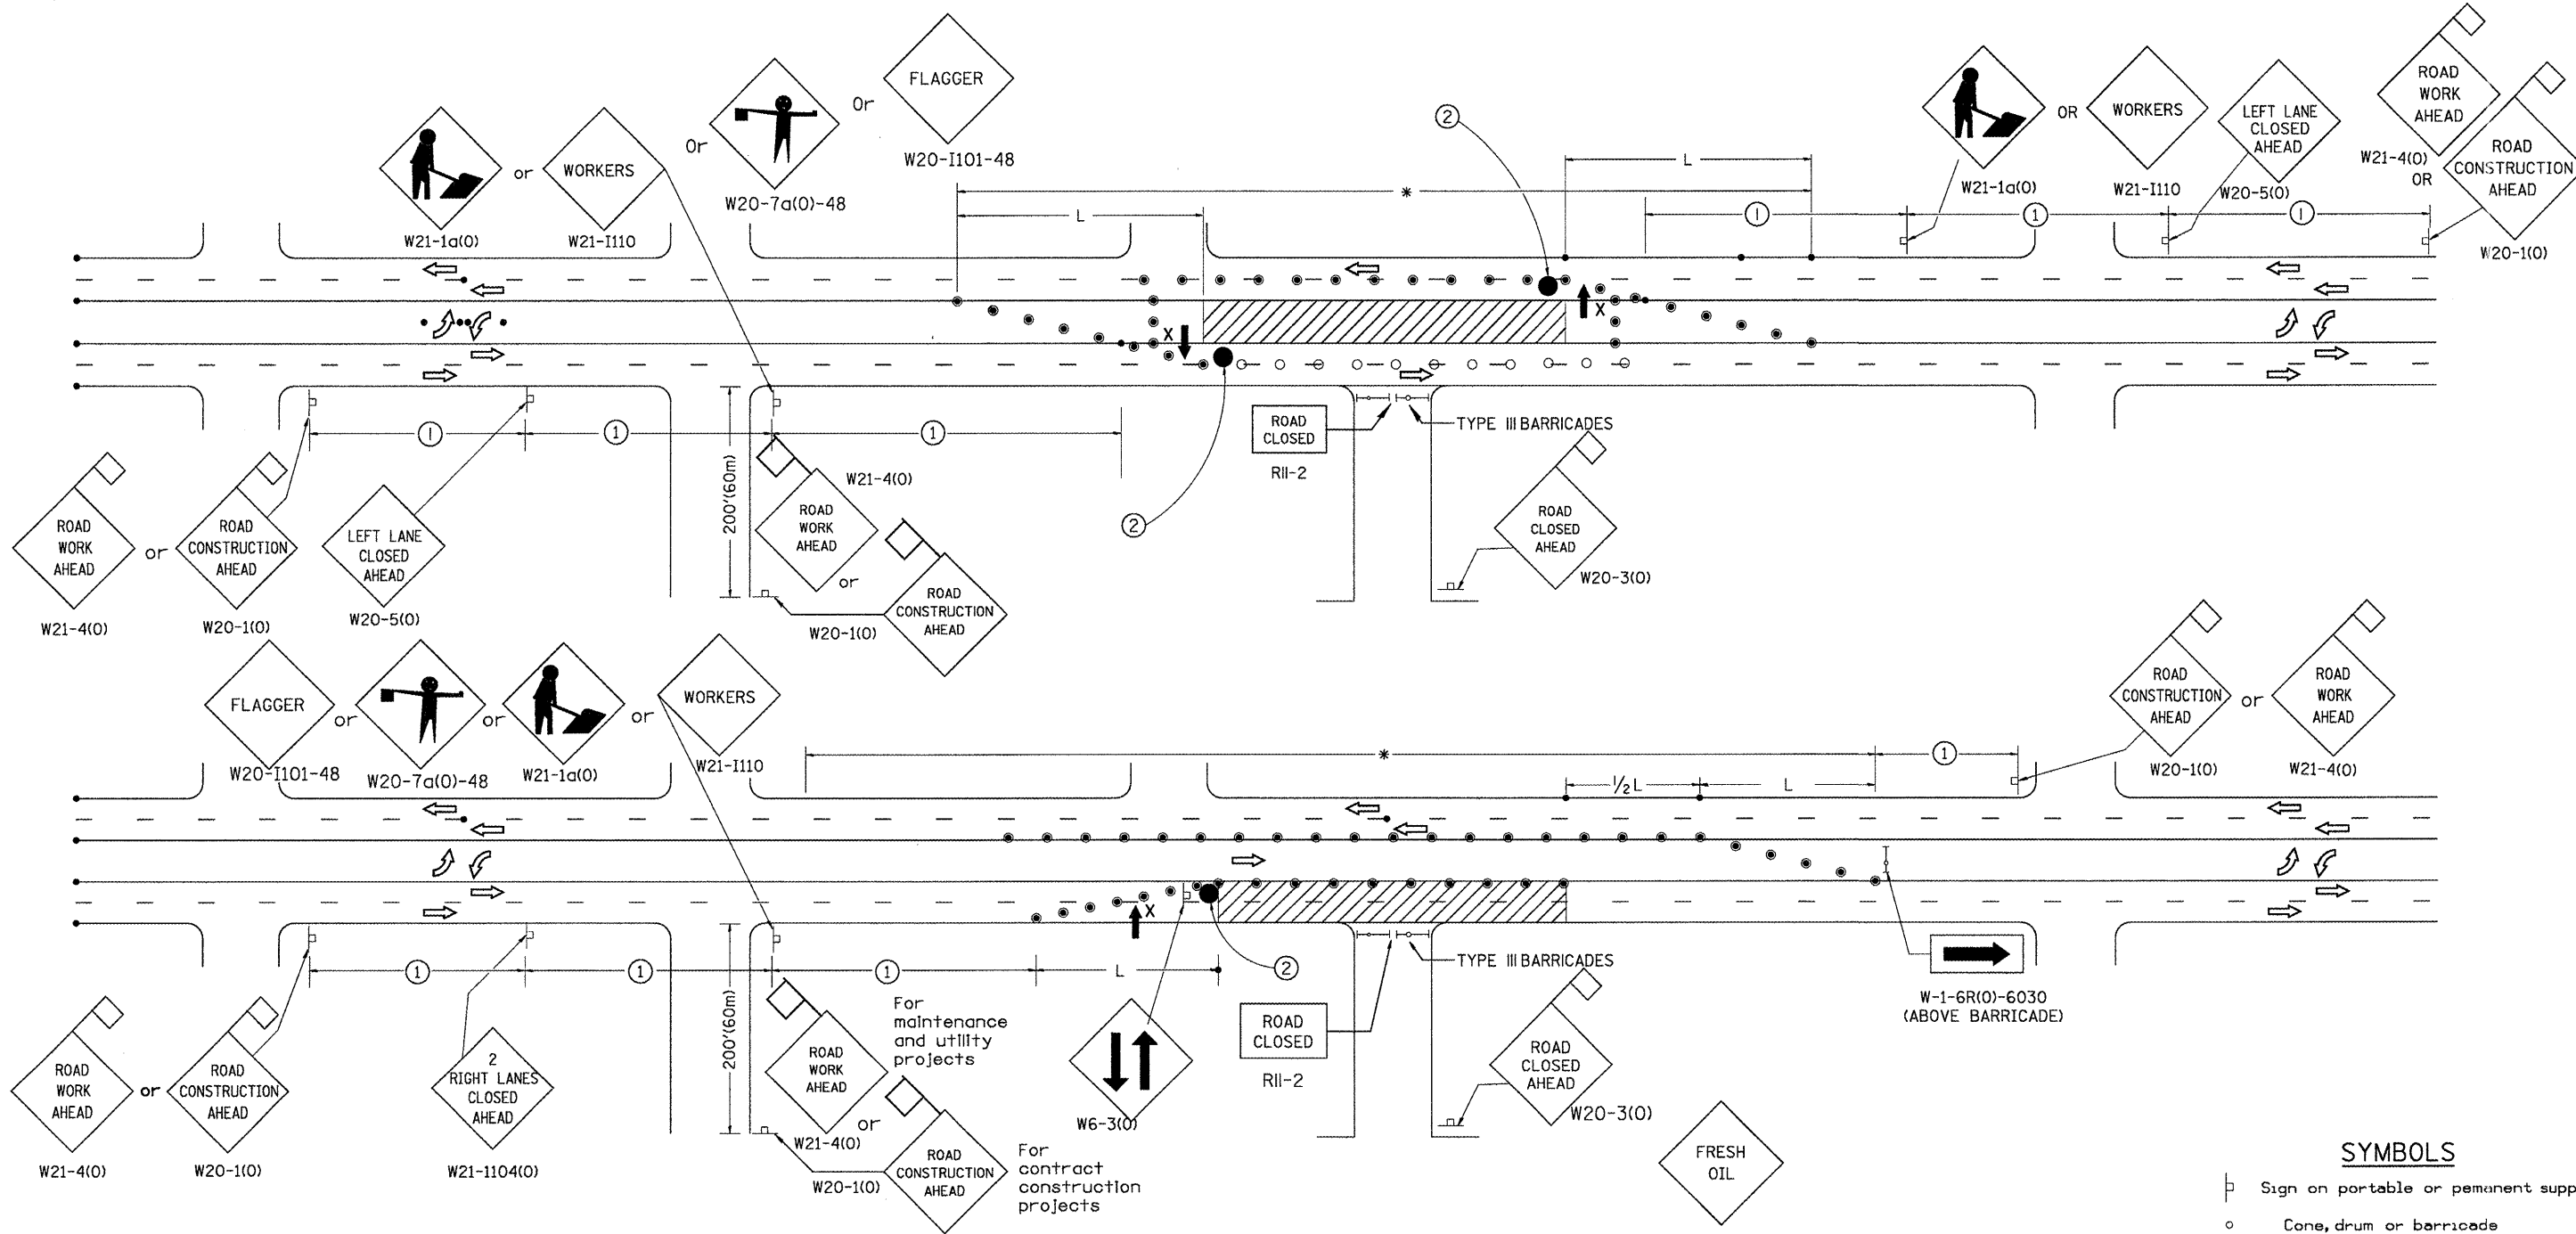 FLAGGER
W20-I101-48
Or
W20-7a(0)-48
Or
WORKERS
W21-I110
or
W21-1a(0)
2
L
*
L
W21-1a(0)
OR
WORKERS
W21-I110
LEFT LANE
CLOSED
AHEAD
W20-5(0)
ROAD
WORK
AHEAD
W21-4(0)
OR
ROAD
CONSTRUCTION
AHEAD
W20-1(0)
1
1
1
X
X
1
1
1
ROAD
WORK
AHEAD
W21-4(0)
or
ROAD
CONSTRUCTION
AHEAD
W20-1(0)
LEFT LANE
CLOSED
AHEAD
W20-5(0)
200'(60m)
W21-4(0)
ROAD
WORK
AHEAD
or
ROAD
CONSTRUCTION
AHEAD
W20-1(0)
2
ROAD
CLOSED
R11-2
TYPE III BARRICADES
ROAD
CLOSED
AHEAD
W20-3(0)
FLAGGER
W20-I101-48
or
W20-7a(0)-48
or
W21-1a(0)
or
WORKERS
W21-I110
*
1
1/2 L
L
ROAD
CONSTRUCTION
AHEAD
W20-1(0)
or
ROAD
WORK
AHEAD
W21-4(0)
X
1
1
1
L
2
ROAD
WORK
AHEAD
W21-4(0)
or
ROAD
CONSTRUCTION
AHEAD
W20-1(0)
2
RIGHT LANES
CLOSED
AHEAD
W21-1104(0)
200'(60m)
ROAD
WORK
AHEAD
W21-4(0)
For
maintenance
and utility
projects
or
ROAD
CONSTRUCTION
AHEAD
W20-1(0)
For
contract
construction
projects
W6-3(0)
ROAD
CLOSED
R11-2
TYPE III BARRICADES
ROAD
CLOSED
AHEAD
W20-3(0)
W-1-6R(0)-6030
(ABOVE BARRICADE)
FRESH
OIL
SYMBOLS
Sign on portable or pemanent supp
Cone, drum or barricade